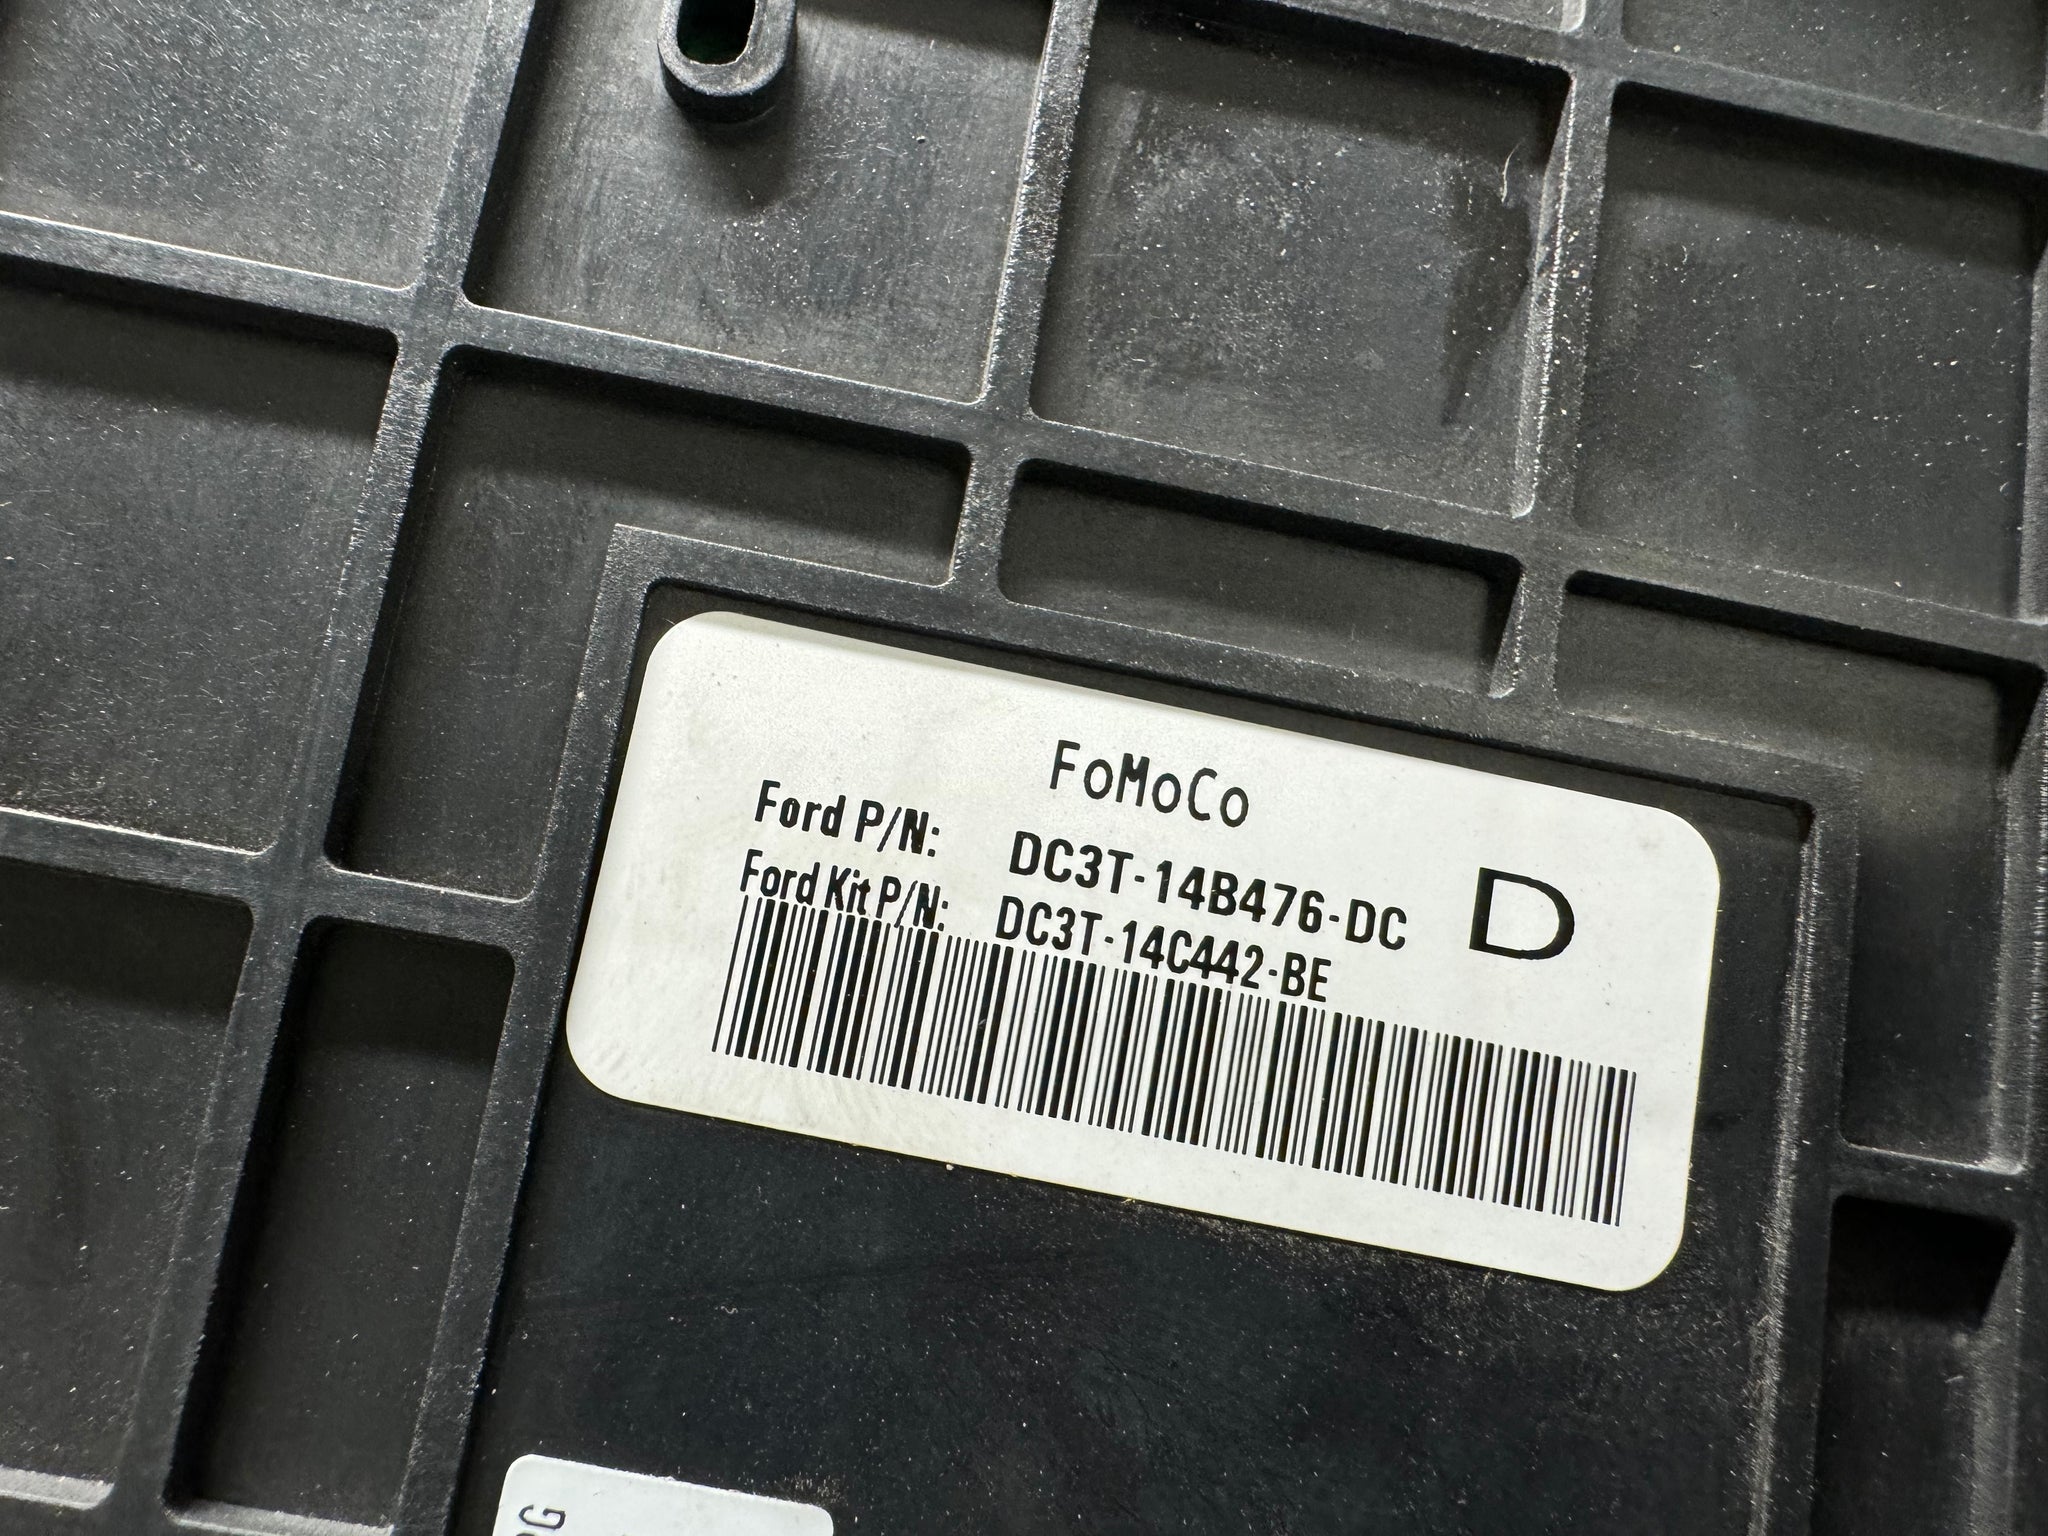 FoMoCo
Ford P/N: DC3T-14B476-DC D
Ford Kit P/N: DC3T-14C442-BE